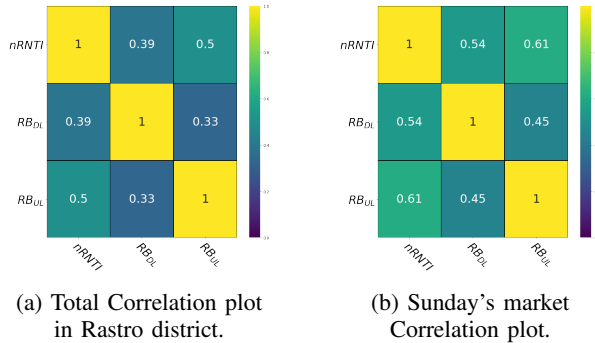 nRNTI 1 0.39 0.5
RB_DL 0.39 1 0.33
RB_UL 0.5 0.33 1
nRNTI RB_DL RB_UL
(a) Total Correlation plot
in Rastro district.
nRNTI 1 0.54 0.61
RB_DL 0.54 1 0.45
RB_UL 0.61 0.45 1
nRNTI RB_DL RB_UL
(b) Sunday's market
Correlation plot.